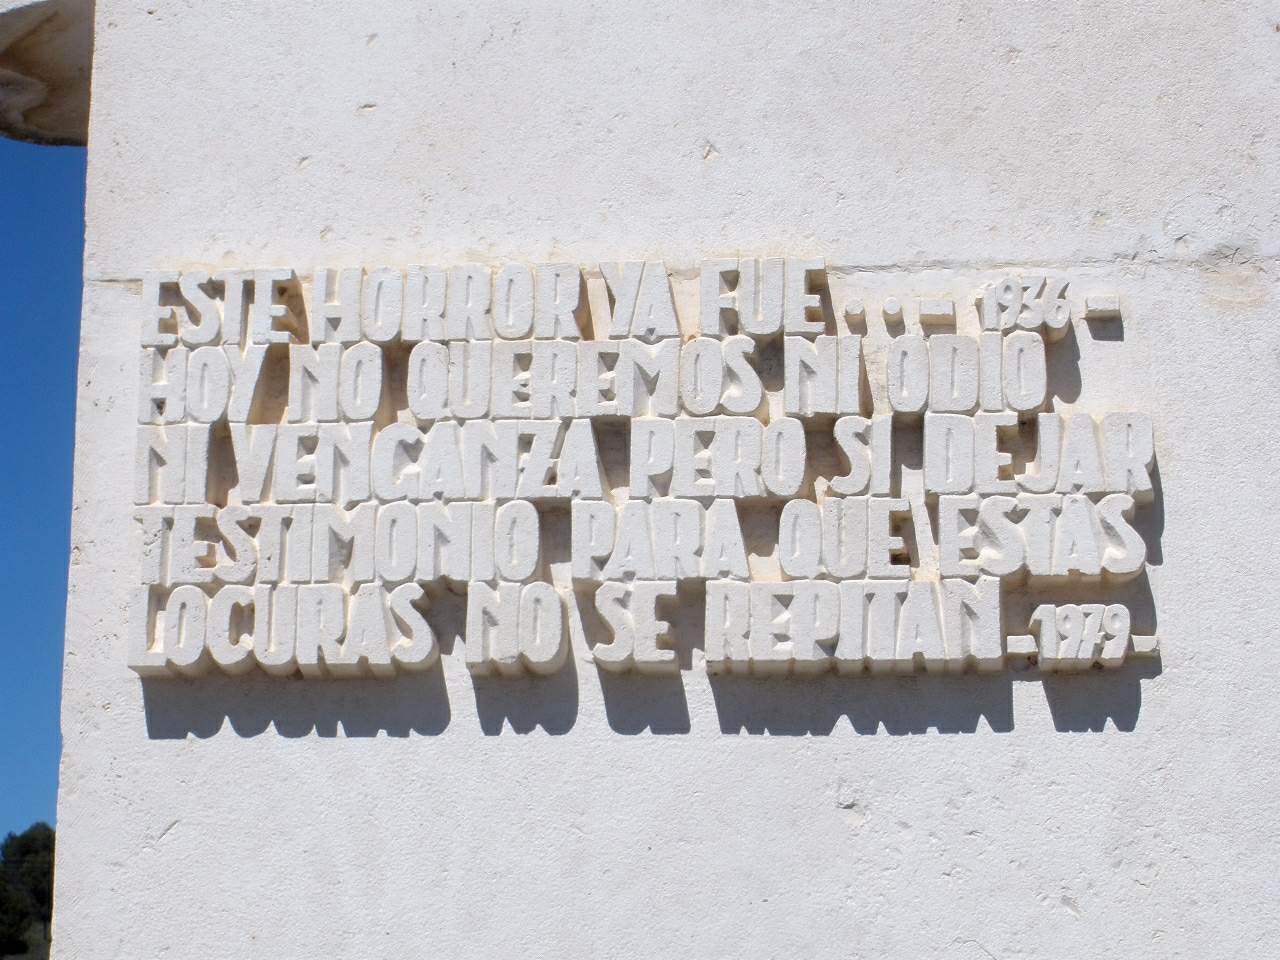 ESTE HORROR YA FUE ... - 1936 -
HOY NO QUEREMOS NI ODIO
NI VENGANZA PERO SI DEJAR
TESTIMONIO PARA QUE ESTAS
LOCURAS NO SE REPITAN - 1979 -